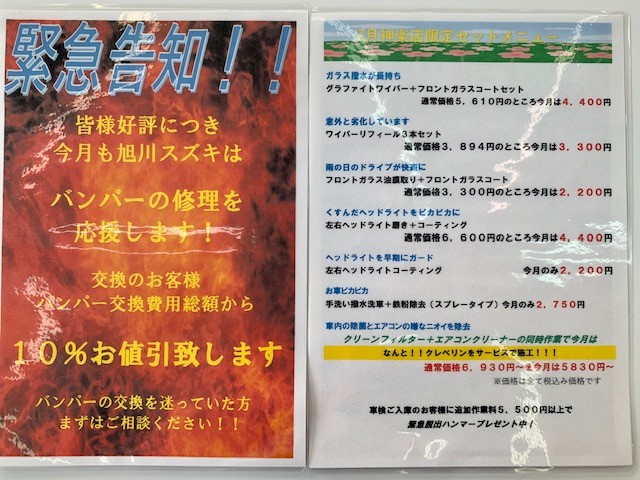 緊急告知！！
皆様好評につき
今月も旭川スズキは
バンパーの修理を
応援します！
交換のお客様
バンパー交換費用総額から
１０％お値引致します
バンパーの交換を迷っていた方
まずはご相談ください！！
7月神楽店限定セットメニュー
ガラス撥水が長持ち
グラファイトワイパー＋フロントガラスコートセット
通常価格５，６１０円のところ今月は４，４００円
意外と劣化しています
ワイパーリフィール３本セット
通常価格３，８９４円のところ今月は３，３００円
雨の日のドライブが快適に
フロントガラス油膜取り＋フロントガラスコート
通常価格３，３００円のところ今月は２，２００円
くすんだヘッドライトをピカピカに
左右ヘッドライト磨き＋コーティング
通常価格６，６００円のところ今月は４，４００円
ヘッドライトを早期にガード
左右ヘッドライトコーティング　今月のみ２，２００円
お車ピカピカ
手洗い撥水洗車＋鉄粉除去（スプレータイプ）今月のみ２，７５０円
車内の除菌とエアコンの嫌なニオイを除去
クリーンフィルター＋エアコンクリーナーの同時作業で今月は
なんと！！クレベリンをサービスで施工！！！
通常価格６，９３０円～を今月は５８３０円～
※価格は全て税込み価格です
車検ご入庫のお客様に追加作業料５，５００円以上で
緊急脱出ハンマープレゼント中！